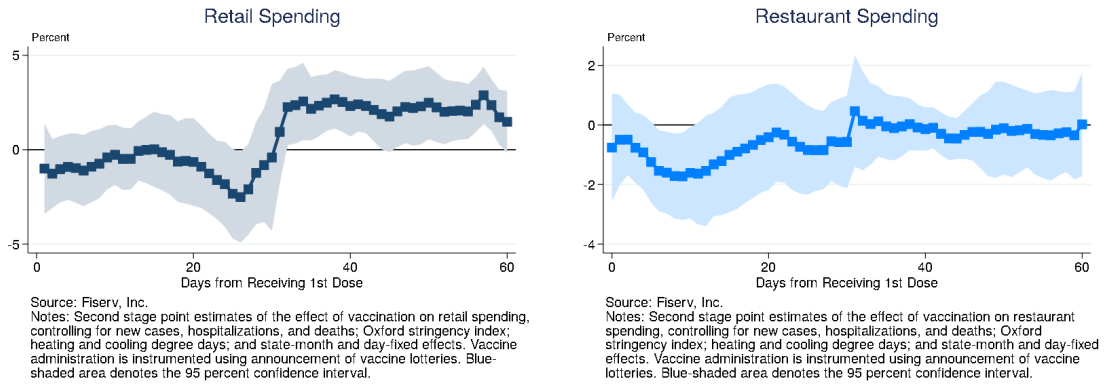 Retail Spending
Percent
5
0
-5
0
20
40
60
Days from Receiving 1st Dose
Source: Fiserv, Inc.
Notes: Second stage point estimates of the effect of vaccination on retail spending,
controlling for new cases, hospitalizations, and deaths; Oxford stringency index;
heating and cooling degree days; and state-month and day-fixed effects. Vaccine
administration is instrumented using announcement of vaccine lotteries. Blue-
shaded area denotes the 95 percent confidence interval.
Restaurant Spending
Percent
2
0
-2
-4
0
20
40
60
Days from Receiving 1st Dose
Source: Fiserv, Inc.
Notes: Second stage point estimates of the effect of vaccination on restaurant
spending, controlling for new cases, hospitalizations, and deaths; Oxford
stringency index; heating and cooling degree days; and state-month and day-fixed
effects. Vaccine administration is instrumented using announcement of vaccine
lotteries. Blue-shaded area denotes the 95 percent confidence interval.